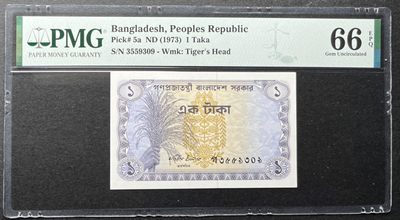 PMG
PAPER MONEY GUARANTY
Bangladesh, Peoples Republic
Pick# 5a ND (1973) 1 Taka
S/N 3559309 - Wmk: Tiger's Head
66 EPQ
Gem Uncirculated
১ গণপ্রজাতন্ত্রী বাংলাদেশ সরকার ১
এক টাকা
১ ১